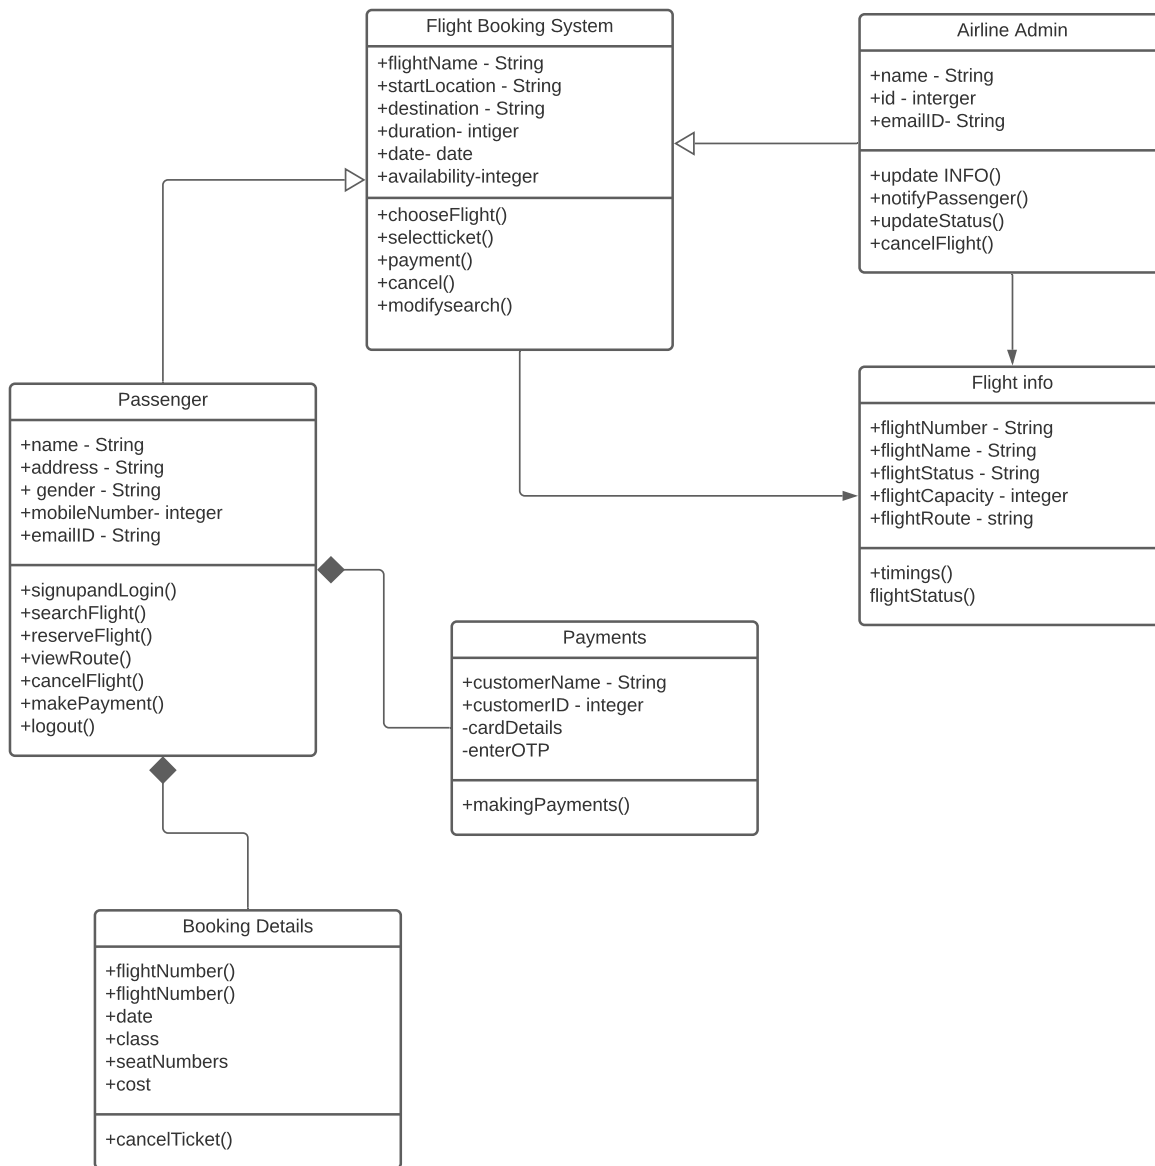 Flight Booking System
+flightName - String
+startLocation - String
+destination - String
+duration- intiger
+date- date
+availability-integer
+chooseFlight()
+selectticket()
+payment()
+cancel()
+modifysearch()
Airline Admin
+name - String
+id - interger
+emailID- String
+update INFO()
+notifyPassenger()
+updateStatus()
+cancelFlight()
Passenger
+name - String
+address - String
+ gender - String
+mobileNumber- integer
+emailID - String
+signupandLogin()
+searchFlight()
+reserveFlight()
+viewRoute()
+cancelFlight()
+makePayment()
+logout()
Flight info
+flightNumber - String
+flightName - String
+flightStatus - String
+flightCapacity - integer
+flightRoute - string
+timings()
flightStatus()
Payments
+customerName - String
+customerID - integer
-cardDetails
-enterOTP
+makingPayments()
Booking Details
+flightNumber()
+flightNumber()
+date
+class
+seatNumbers
+cost
+cancelTicket()